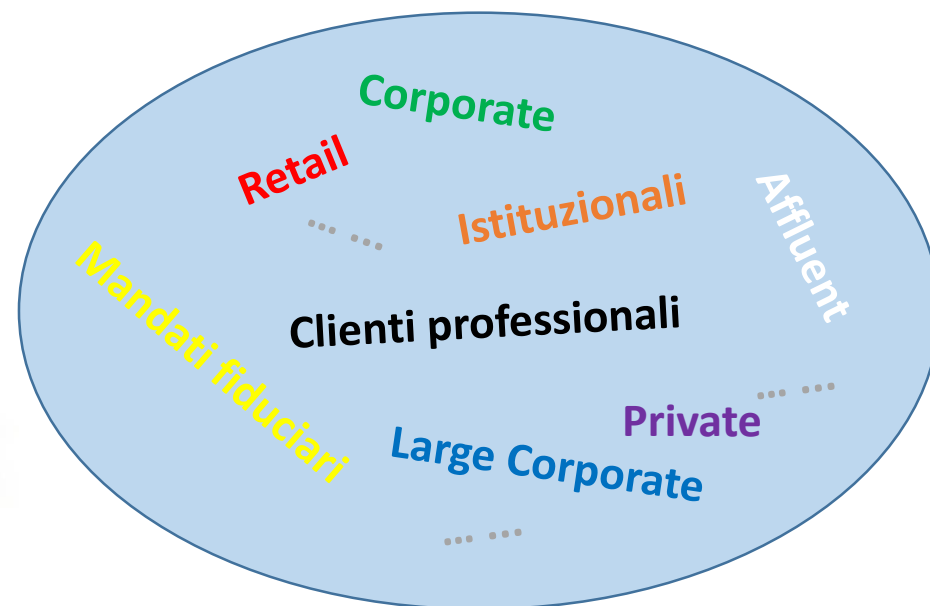 Corporate
Retail
Istituzionali
Affluent
... ...
Mandati fiduciari
Clienti professionali
... ...
Private
Large Corporate
... ...